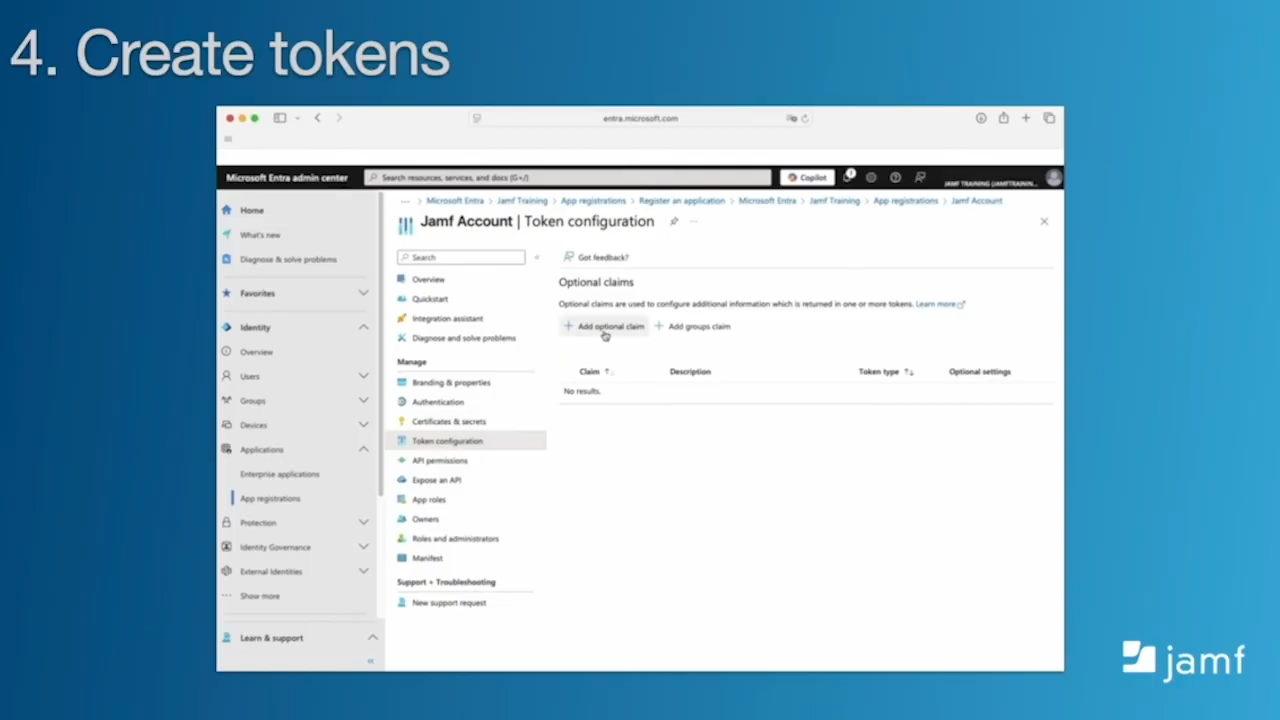 4. Create tokens
entra.microsoft.com
Microsoft Entra admin center
Search resources, services, and docs (G+/)
Copilot
1
JAMF TRAINING (JAMFTRAININ...
Home
What's new
Diagnose & solve problems
Favorites
Identity
Overview
Users
Groups
Devices
Applications
Enterprise applications
App registrations
Protection
Identity Governance
External Identities
Show more
Learn & support
... > Microsoft Entra > Jamf Training > App registrations > Register an application > Microsoft Entra > Jamf Training > App registrations > Jamf Account
Jamf Account | Token configuration
Search
Overview
Quickstart
Integration assistant
Diagnose and solve problems
Manage
Branding & properties
Authentication
Certificates & secrets
Token configuration
API permissions
Expose an API
App roles
Owners
Roles and administrators
Manifest
Support + Troubleshooting
New support request
Got feedback?
Optional claims
Optional claims are used to configure additional information which is returned in one or more tokens. Learn more
Add optional claim Add groups claim
Claim Description Token type Optional settings
No results.
jamf